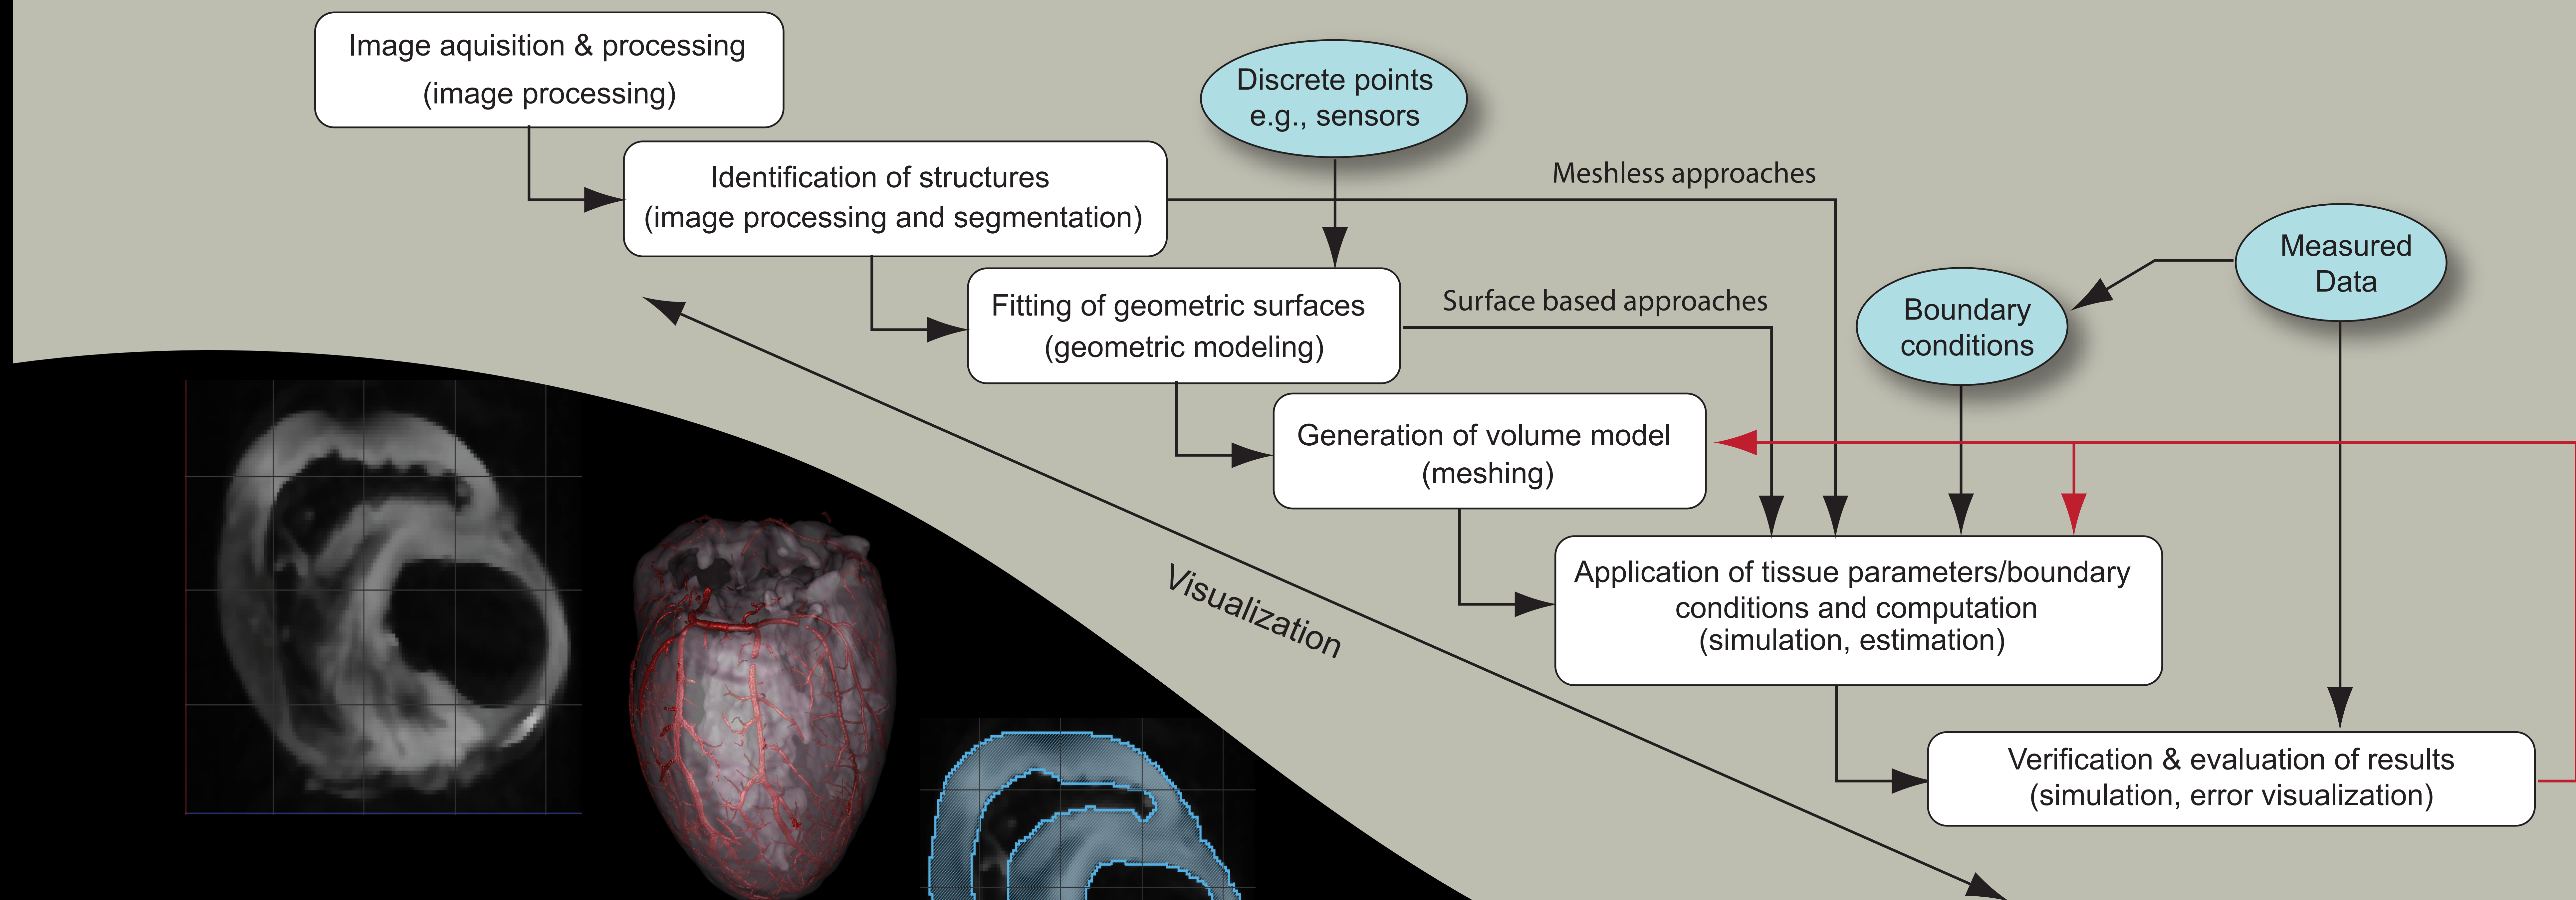 Image aquisition & processing
(image processing)
Discrete points
e.g., sensors
Identification of structures
(image processing and segmentation)
Meshless approaches
Measured
Data
Fitting of geometric surfaces
(geometric modeling)
Surface based approaches
Boundary
conditions
Generation of volume model
(meshing)
Visualization
Application of tissue parameters/boundary
conditions and computation
(simulation, estimation)
Verification & evaluation of results
(simulation, error visualization)